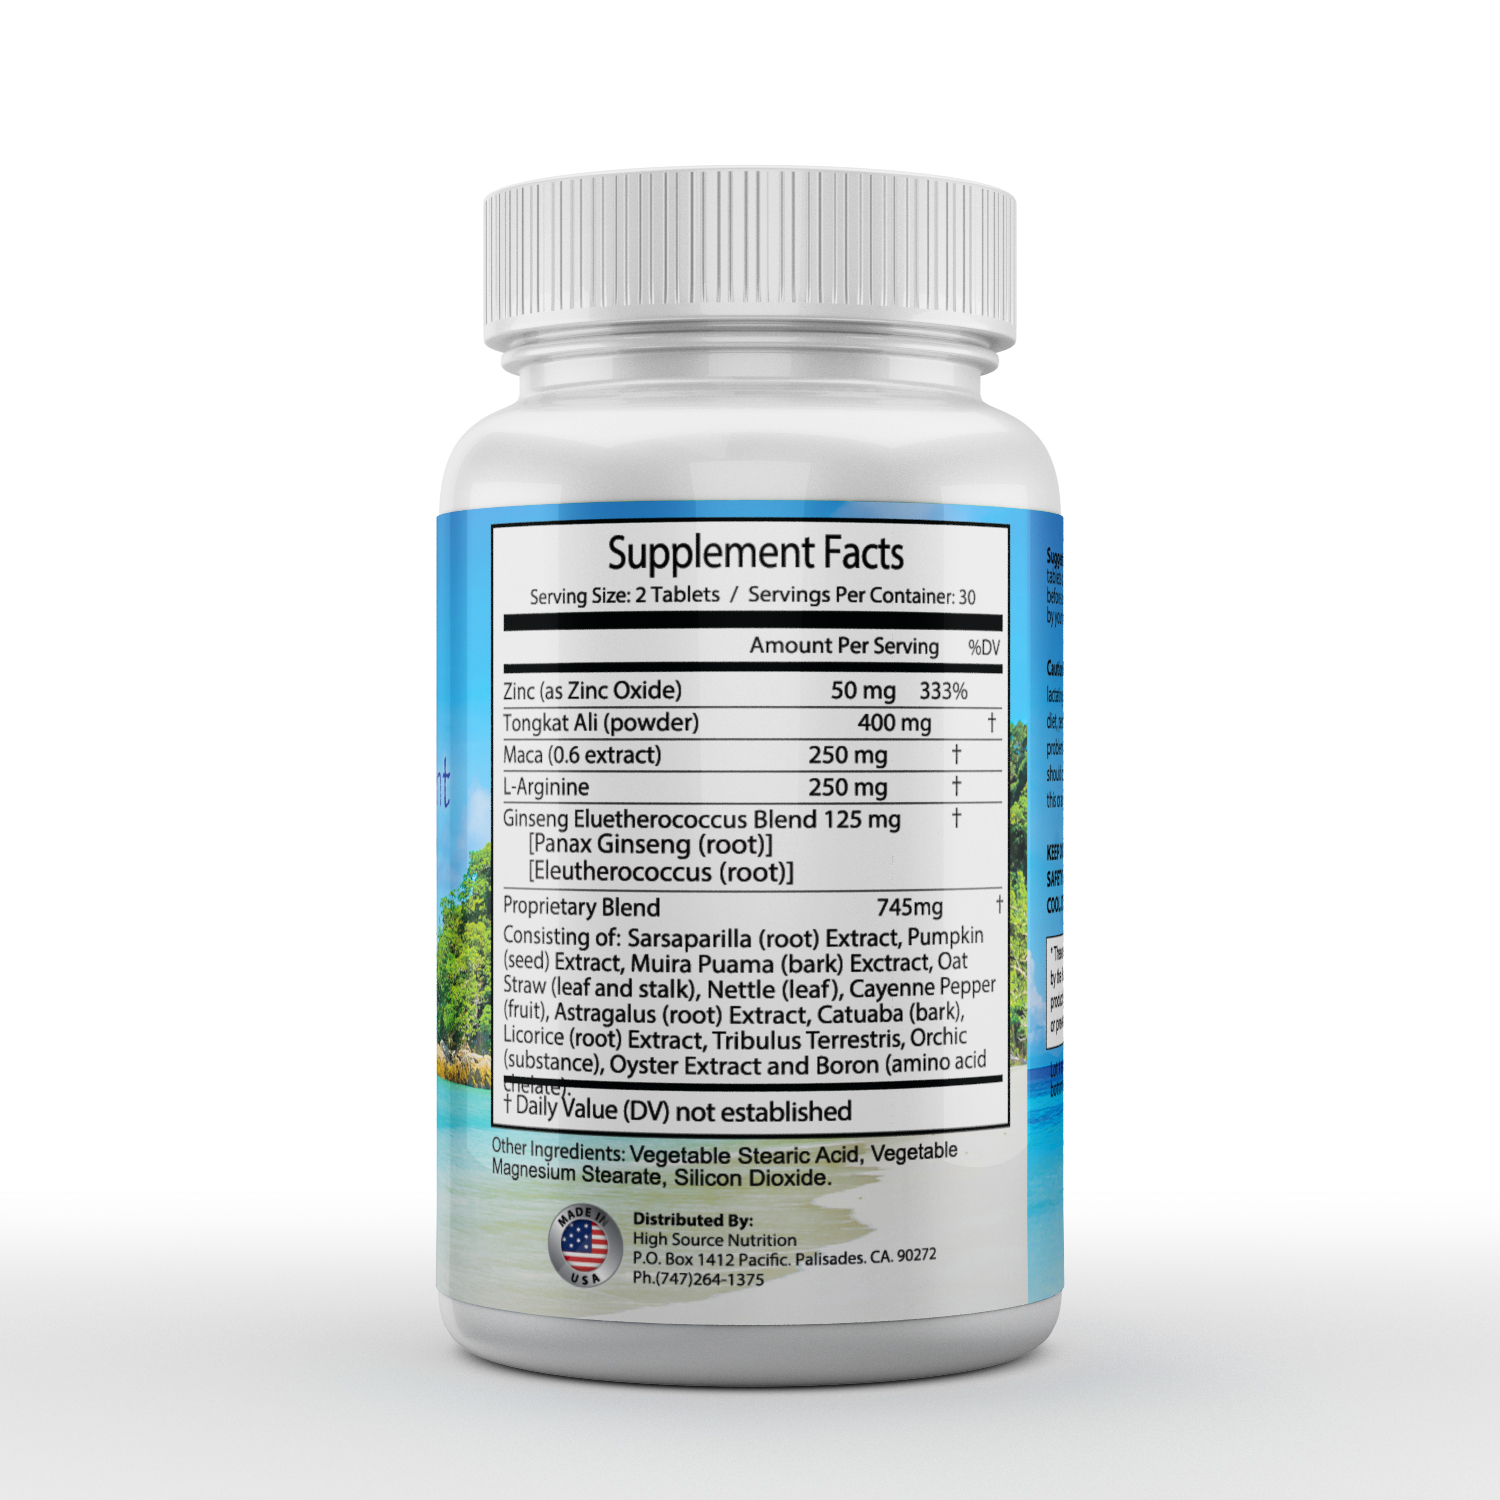 Supplement Facts
Serving Size: 2 Tablets / Servings Per Container: 30
Amount Per Serving %DV
Zinc (as Zinc Oxide) 50 mg 333%
Tongkat Ali (powder) 400 mg †
Maca (0.6 extract) 250 mg †
L-Arginine 250 mg †
Ginseng Eluetherococcus Blend 125 mg †
[Panax Ginseng (root)]
[Eleutherococcus (root)]
Proprietary Blend 745mg †
Consisting of: Sarsaparilla (root) Extract, Pumpkin
(seed) Extract, Muira Puama (bark) Exctract, Oat
Straw (leaf and stalk), Nettle (leaf), Cayenne Pepper
(fruit), Astragalus (root) Extract, Catuaba (bark),
Licorice (root) Extract, Tribulus Terrestris, Orchic
(substance), Oyster Extract and Boron (amino acid
chelate).
† Daily Value (DV) not established
Other Ingredients: Vegetable Stearic Acid, Vegetable
Magnesium Stearate, Silicon Dioxide.
MADE IN
USA
Distributed By:
High Source Nutrition
P.O. Box 1412 Pacific. Palisades. CA. 90272
Ph.(747)264-1375
nt
by your
KEEP
COOL